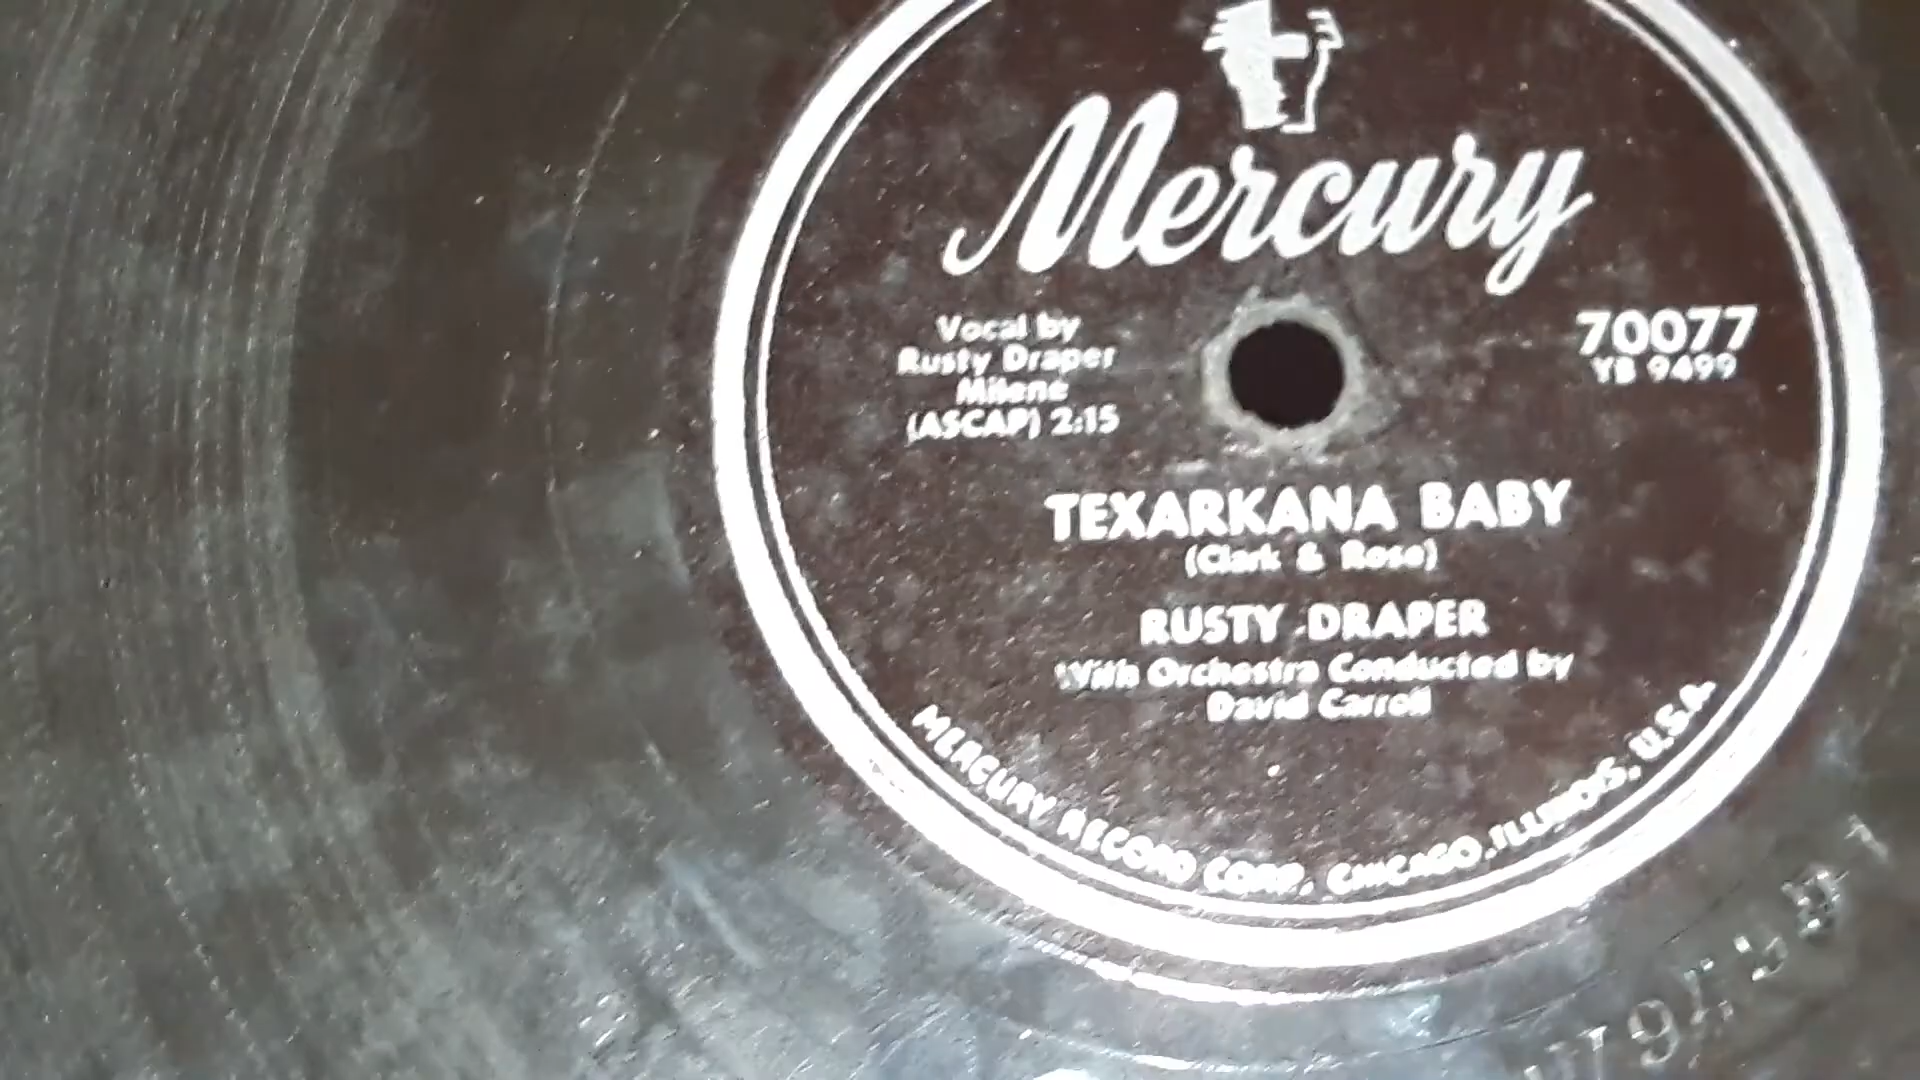 Mercury
Vocal by
Rusty Draper
Milene
(ASCAP) 2:15
70077
YB 9499
TEXARKANA BABY
(Clark & Rose)
RUSTY DRAPER
With Orchestra Conducted by
David Carroll
MERCURY RECORD CORP. CHICAGO, ILLINOIS, U.S.A.